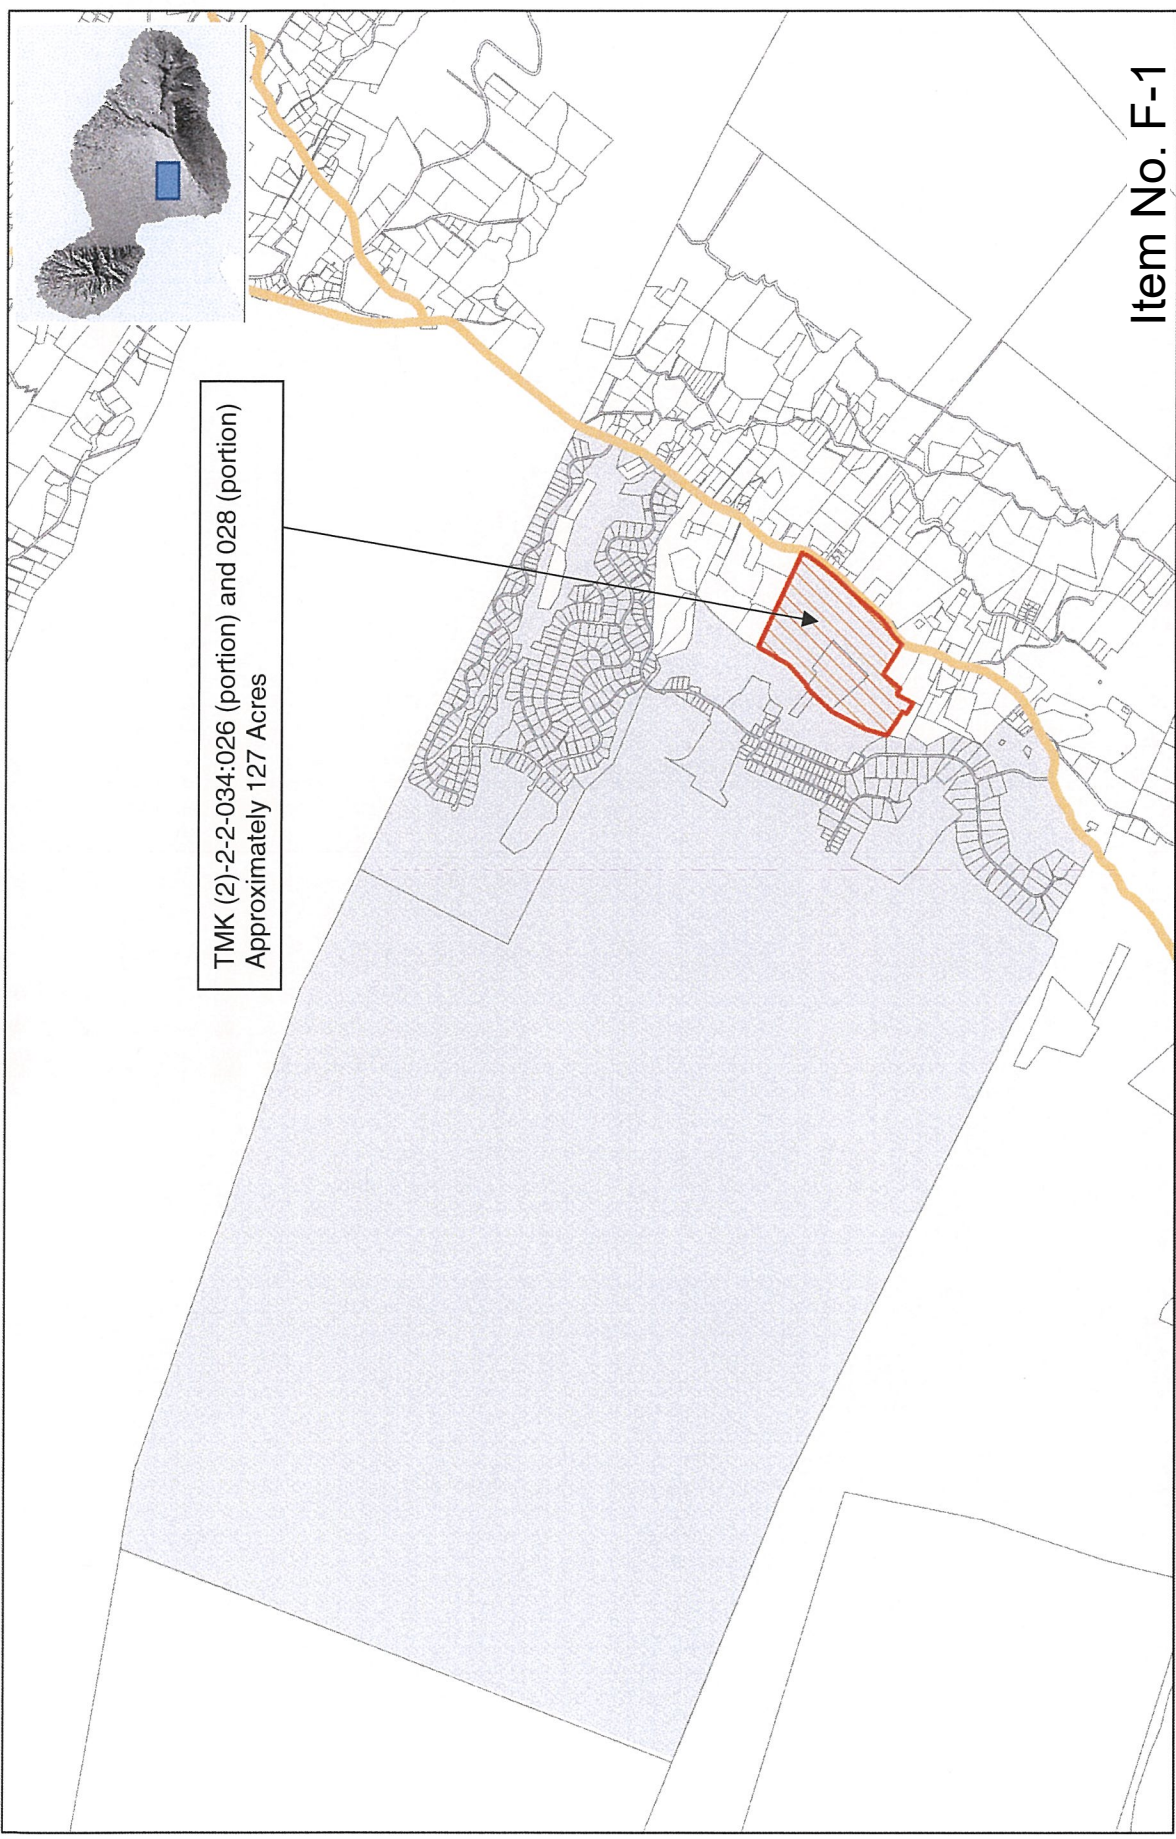 TMK (2)-2-2-034:026 (portion) and 028 (portion)
Approximately 127 Acres
Item No. F-1